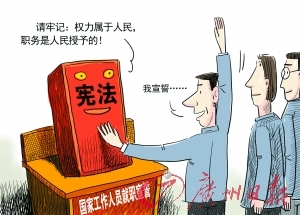 请牢记：权力属于人民，
职务是人民授予的！
宪法
我宣誓……
国家工作人员就职宣誓
广州日报